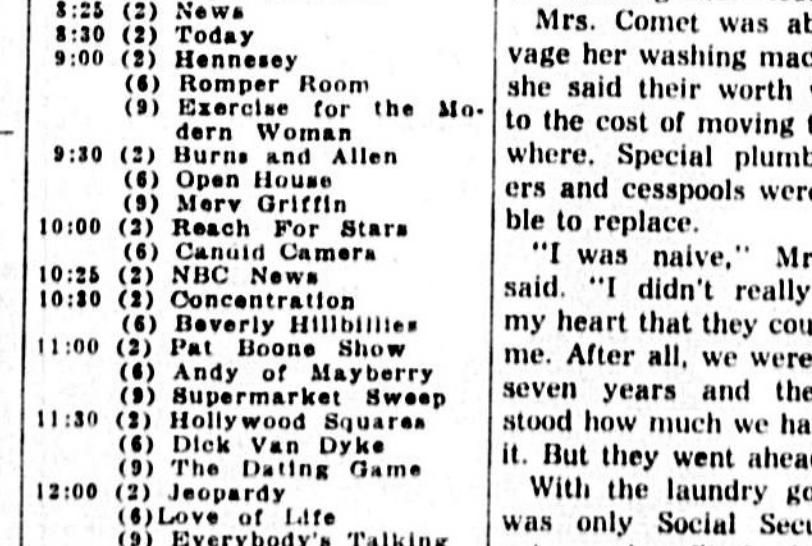 8:25 (2) News
8:30 (2) Today
9:00 (2) Hennesey
(6) Romper Room
(9) Exercise for the Mo-
dern Woman
9:30 (2) Burns and Allen
(6) Open House
(9) Merv Griffin
10:00 (2) Reach For Stars
(6) Candid Camera
10:25 (2) NBC News
10:30 (2) Concentration
(6) Beverly Hillbillies
11:00 (2) Pat Boone Show
(6) Andy of Mayberry
(9) Supermarket Sweep
11:30 (2) Hollywood Squares
(6) Dick Van Dyke
(9) The Dating Game
12:00 (2) Jeopardy
(6)Love of Life
(9) Everybody's Talking
Mrs. Comet was ab
vage her washing mac
she said their worth
to the cost of moving
where. Special plumb
ers and cesspools were
ble to replace.
"I was naive," Mr
said. "I didn't really
my heart that they cou
me. After all, we were
seven years and the
stood how much we ha
it. But they went ahead
With the laundry go
was only Social Secu